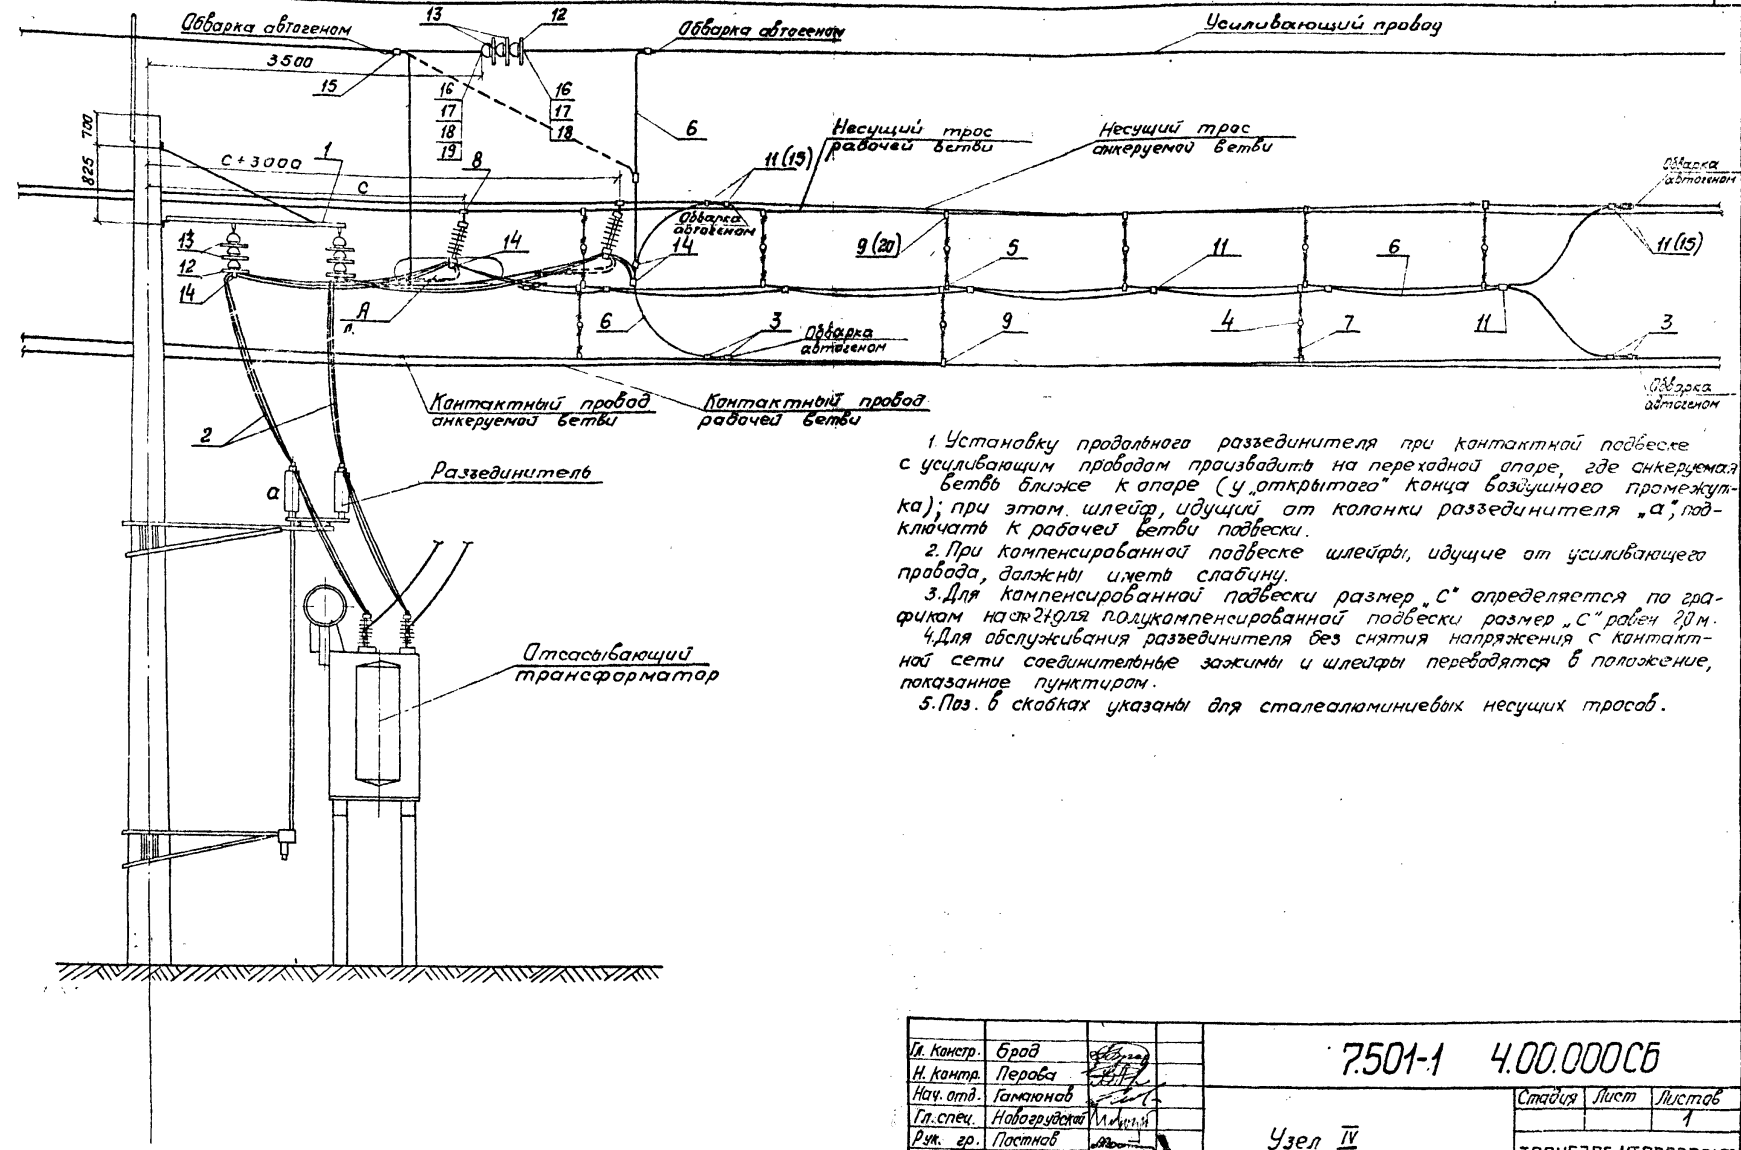 Обварка автогеном
13
12
Обварка автогеном
Усиливающий провод
3500
15
16
17
18
19
16
17
18
6
700
825
1
С+3000
С
8
11(15)
Несущий трос
рабочей ветви
Несущий трос
анкеруемой ветви
Обварка
автогеном
Обварка
автогеном
13
12
14
14
14
9(20)
5
11
6
11(15)
А
6
3
Обварка
автогеном
9
4
7
11
3
Обварка
автогеном
Контактный провод
анкеруемой ветви
Контактный провод
рабочей ветви
2
Разъединитель
а
Отсасывающий
трансформатор
1. Установку продольного разъединителя при контактной подвеске
с усиливающим проводом производить на переходной опоре, где анкеруемая
ветвь ближе к опоре (у „открытого" конца воздушного промежут-
ка); при этом шлейф, идущий от колонки разъединителя „а", под-
ключать к рабочей ветви подвески.
2. При компенсированной подвеске шлейфы, идущие от усиливающего
провода, должны иметь слабину.
3. Для компенсированной подвески размер „С" определяется по гра-
фикам на для полукомпенсированной подвески размер „С" равен м.
4. Для обслуживания разъединителя без снятия напряжения с контакт-
ной сети соединительные зажимы и шлейфы переводятся в положение,
показанное пунктиром.
5. Поз. в скобках указаны для сталеалюминиевых несущих тросов.
Гл. констр. Брод
Н. контр. Перова
Нач. отд. Гамаюнов
Гл. спец. Новогрудский
Рук. гр. Постнов
7.501-1 4.00.000СБ
Узел IV
Стадия Лист Листов
1